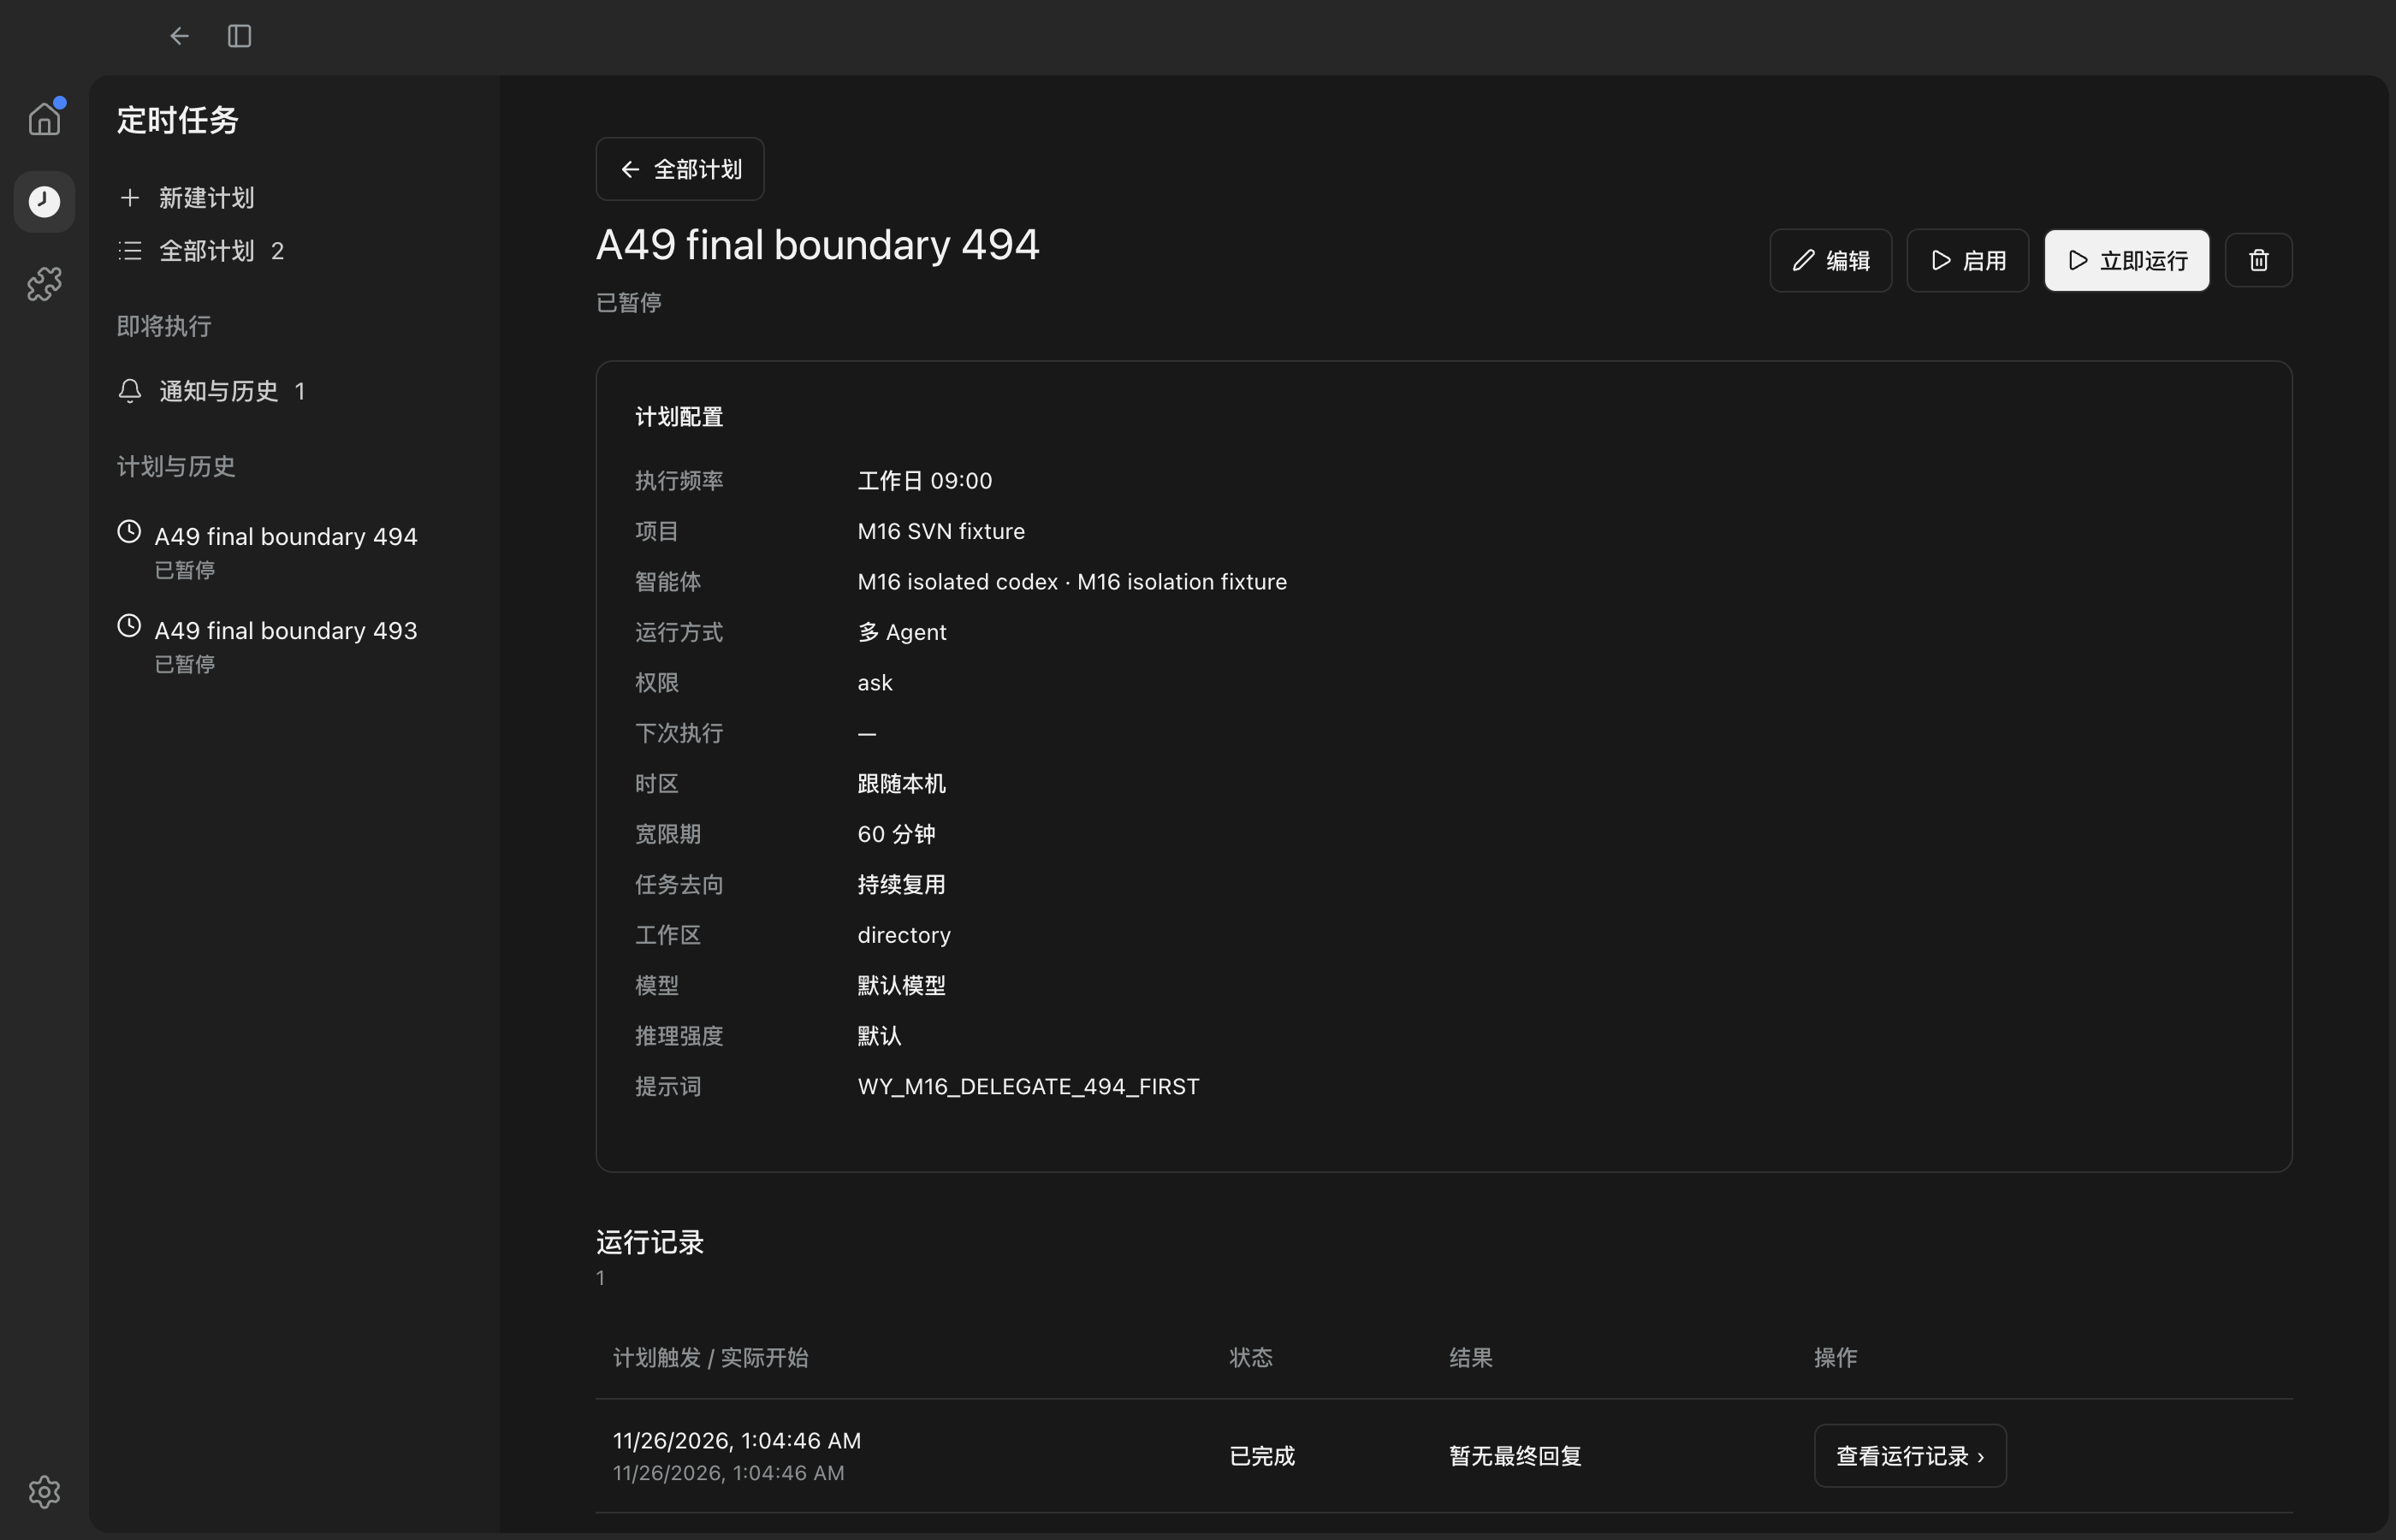 定时任务
新建计划
全部计划 2
即将执行
通知与历史 1
计划与历史
A49 final boundary 494
已暂停
A49 final boundary 493
已暂停
全部计划
A49 final boundary 494
已暂停
编辑
启用
立即运行
计划配置
执行频率 工作日 09:00
项目 M16 SVN fixture
智能体 M16 isolated codex · M16 isolation fixture
运行方式 多 Agent
权限 ask
下次执行 —
时区 跟随本机
宽限期 60 分钟
任务去向 持续复用
工作区 directory
模型 默认模型
推理强度 默认
提示词 WY_M16_DELEGATE_494_FIRST
运行记录
1
计划触发 / 实际开始 状态 结果 操作
11/26/2026, 1:04:46 AM
11/26/2026, 1:04:46 AM
已完成 暂无最终回复 查看运行记录 ›